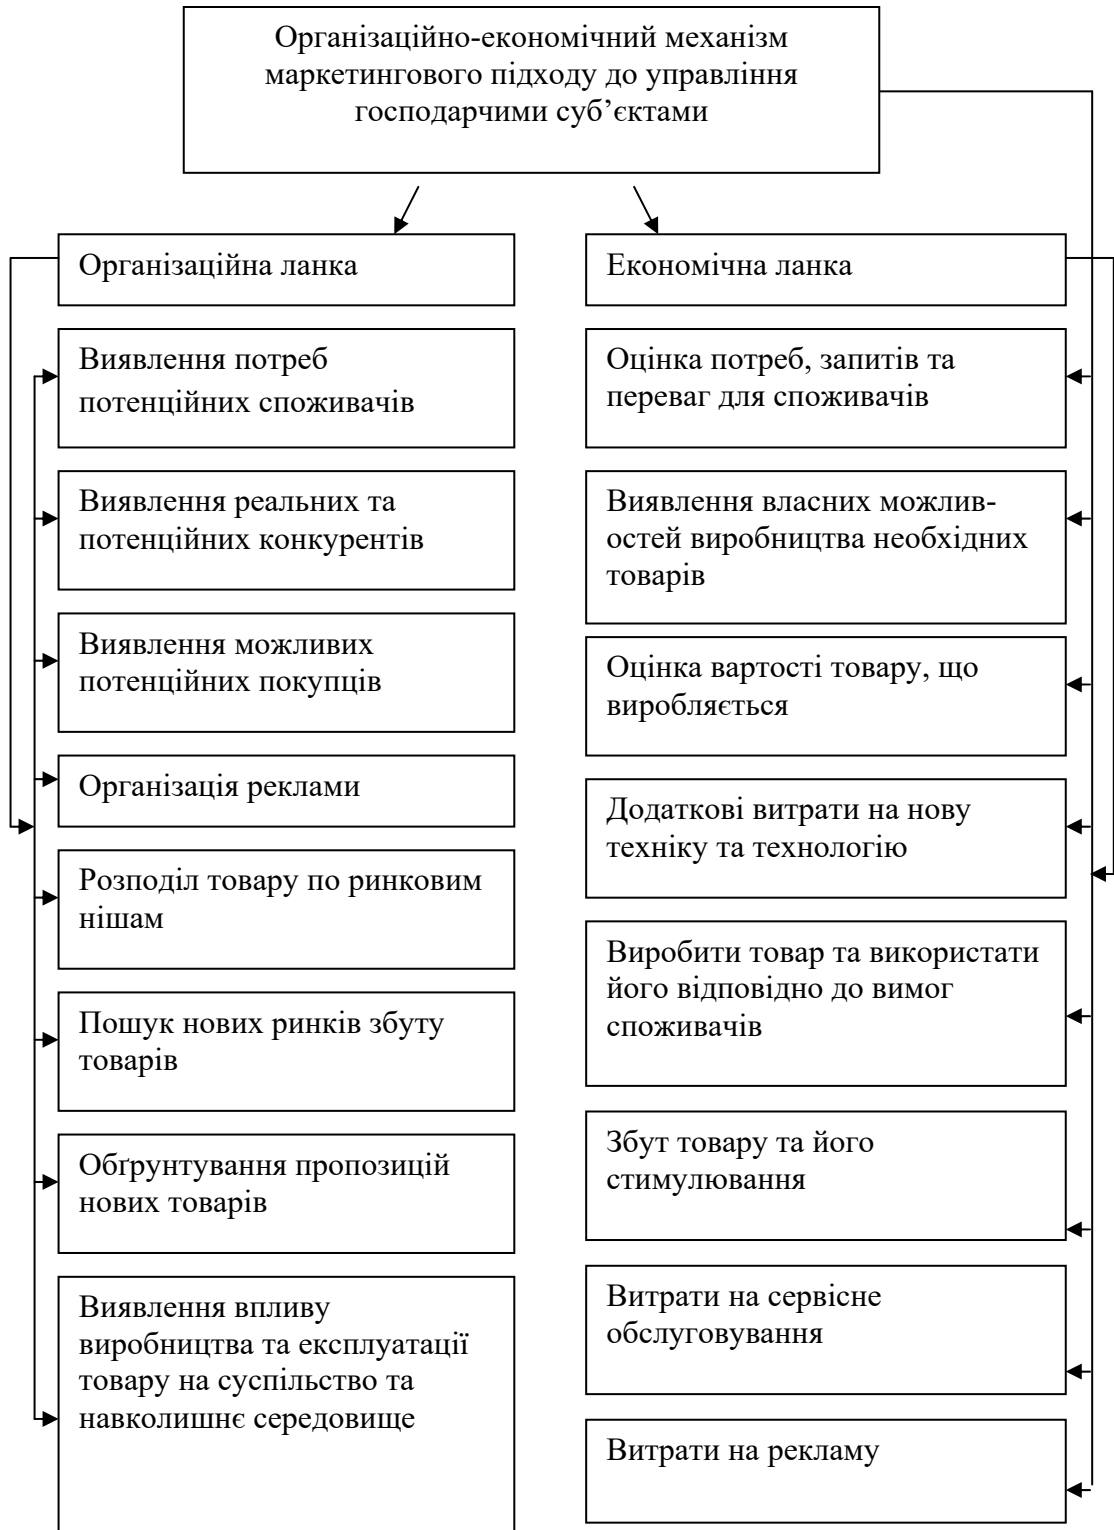 Організаційно-економічний механізм
маркетингового підходу до управління
господарчими суб’єктами
Організаційна ланка
Виявлення потреб
потенційних споживачів
Виявлення реальних та
потенційних конкурентів
Виявлення можливих
потенційних покупців
Організація реклами
Розподіл товару по ринковим
нішам
Пошук нових ринків збуту
товарів
Обґрунтування пропозицій
нових товарів
Виявлення впливу
виробництва та експлуатації
товару на суспільство та
навколишнє середовище
Економічна ланка
Оцінка потреб, запитів та
переваг для споживачів
Виявлення власних можлив-
остей виробництва необхідних
товарів
Оцінка вартості товару, що
виробляється
Додаткові витрати на нову
техніку та технологію
Виробити товар та використати
його відповідно до вимог
споживачів
Збут товару та його
стимулювання
Витрати на сервісне
обслуговування
Витрати на рекламу